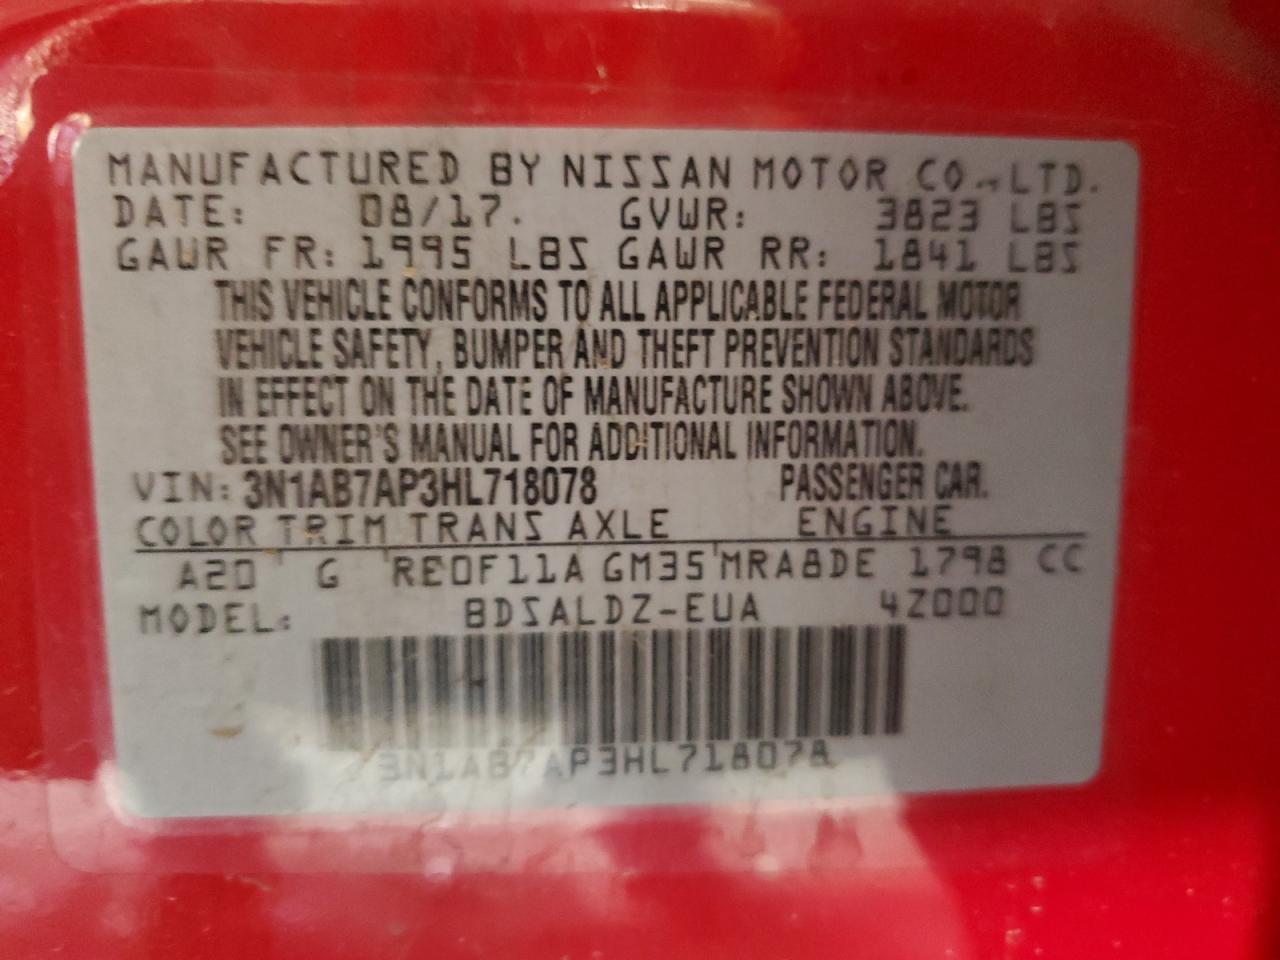 MANUFACTURED BY NISSAN MOTOR CO., LTD.
DATE: 08/17. GVWR: 3823 LBS
GAWR FR: 1995 LBS GAWR RR: 1841 LBS
THIS VEHICLE CONFORMS TO ALL APPLICABLE FEDERAL MOTOR
VEHICLE SAFETY, BUMPER AND THEFT PREVENTION STANDARDS
IN EFFECT ON THE DATE OF MANUFACTURE SHOWN ABOVE.
SEE OWNER'S MANUAL FOR ADDITIONAL INFORMATION.
VIN: 3N1AB7AP3HL718078 PASSENGER CAR.
COLOR TRIM TRANS AXLE ENGINE
A20 G RE0F11A GM35 MRA8DE 1798 CC
MODEL: BDSALDZ-EUA 4Z000
3N1AB7AP3HL718078